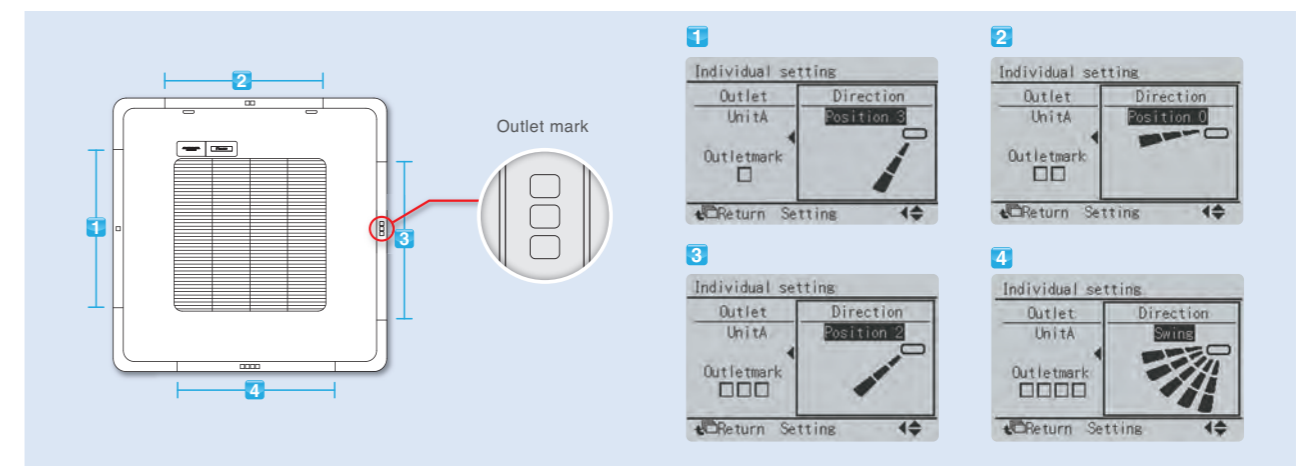 2
1
3
4
Outlet mark
1
Individual setting
Outlet Direction
UnitA Position 3
Outletmark
Return Setting
2
Individual setting
Outlet Direction
UnitA Position 0
Outletmark
Return Setting
3
Individual setting
Outlet Direction
UnitA Position 2
Outletmark
Return Setting
4
Individual setting
Outlet Direction
UnitA Swing
Outletmark
Return Setting